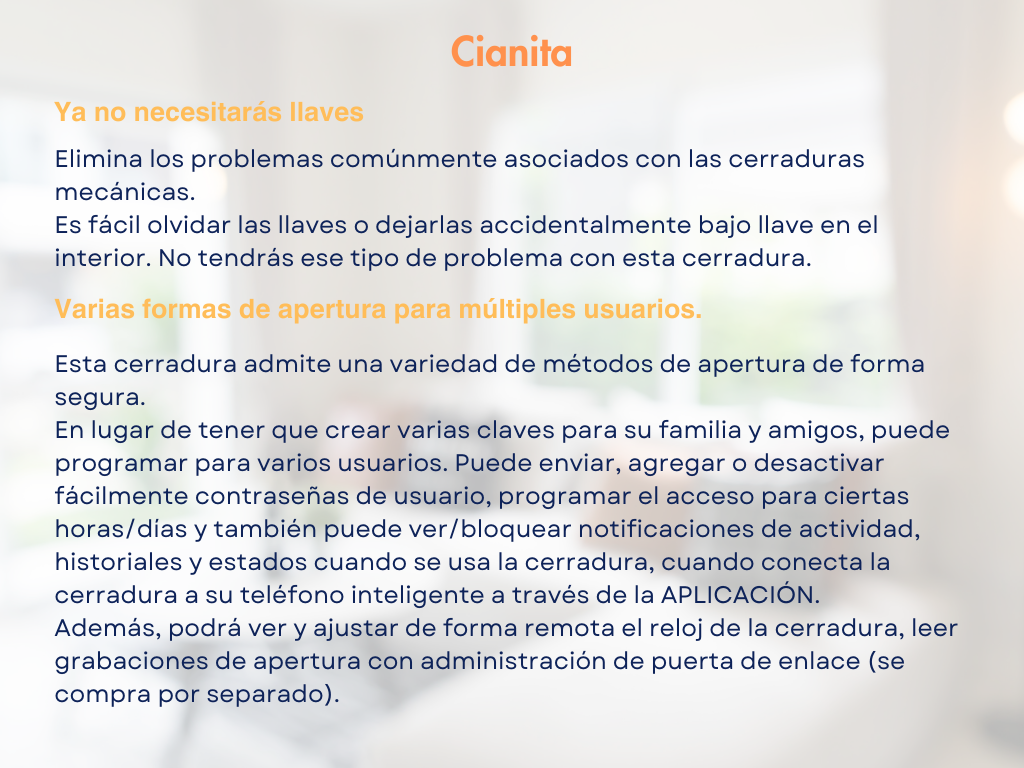 Cianita
Ya no necesitarás llaves
Elimina los problemas comúnmente asociados con las cerraduras
mecánicas.
Es fácil olvidar las llaves o dejarlas accidentalmente bajo llave en el
interior. No tendrás ese tipo de problema con esta cerradura.
Varias formas de apertura para múltiples usuarios.
Esta cerradura admite una variedad de métodos de apertura de forma
segura.
En lugar de tener que crear varias claves para su familia y amigos, puede
programar para varios usuarios. Puede enviar, agregar o desactivar
fácilmente contraseñas de usuario, programar el acceso para ciertas
horas/días y también puede ver/bloquear notificaciones de actividad,
historiales y estados cuando se usa la cerradura, cuando conecta la
cerradura a su teléfono inteligente a través de la APLICACIÓN.
Además, podrá ver y ajustar de forma remota el reloj de la cerradura, leer
grabaciones de apertura con administración de puerta de enlace (se
compra por separado).